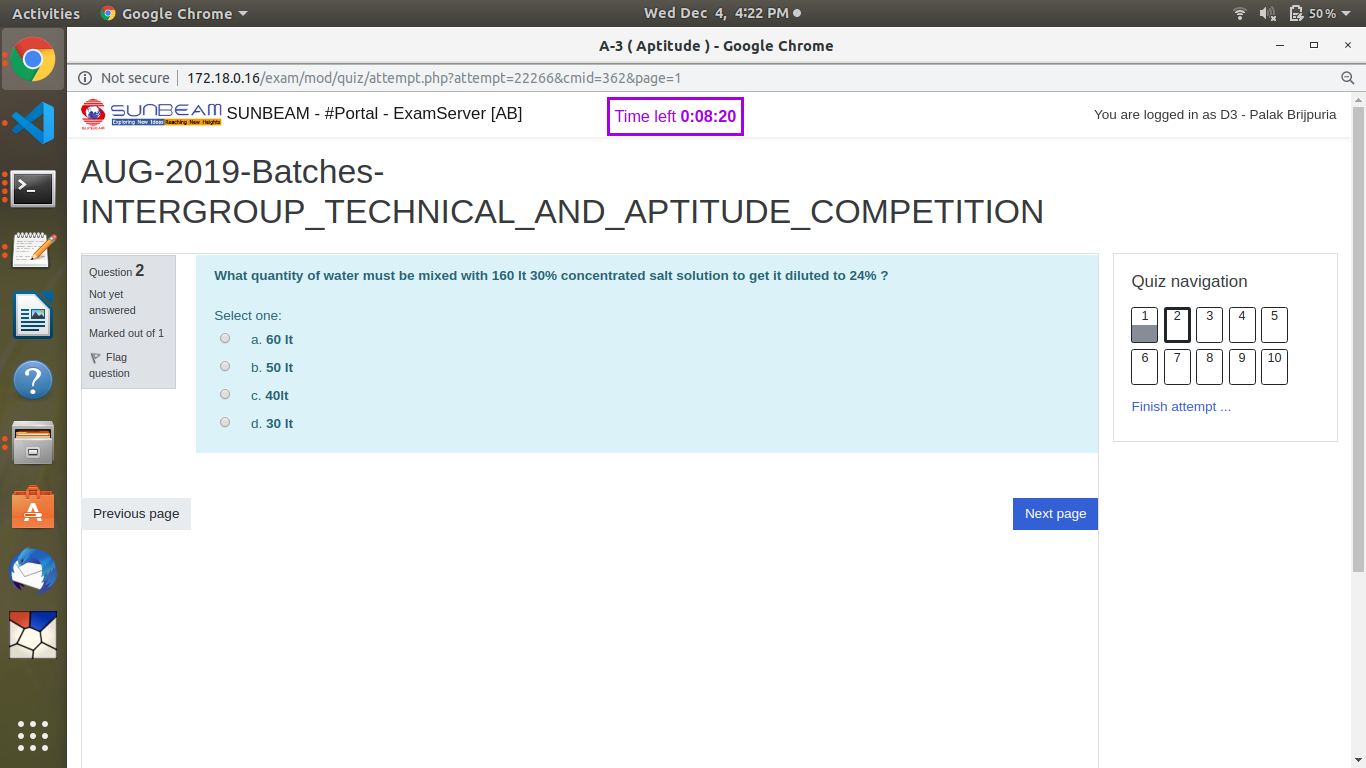 Activities
Google Chrome
Wed Dec 4, 4:22 PM
50 %
A-3 ( Aptitude ) - Google Chrome
Not secure
172.18.0.16/exam/mod/quiz/attempt.php?attempt=22266&cmid=362&page=1
SUNBEAM
Exploring New Ideas Reaching New Heights
SUNBEAM
SUNBEAM - #Portal - ExamServer [AB]
Time left 0:08:20
You are logged in as D3 - Palak Brijpuria
AUG-2019-Batches-
INTERGROUP_TECHNICAL_AND_APTITUDE_COMPETITION
Question 2
Not yet
answered
Marked out of 1
Flag
question
What quantity of water must be mixed with 160 lt 30% concentrated salt solution to get it diluted to 24% ?
Select one:
a. 60 lt
b. 50 lt
c. 40lt
d. 30 lt
Quiz navigation
1 2 3 4 5
6 7 8 9 10
Finish attempt ...
Previous page
Next page